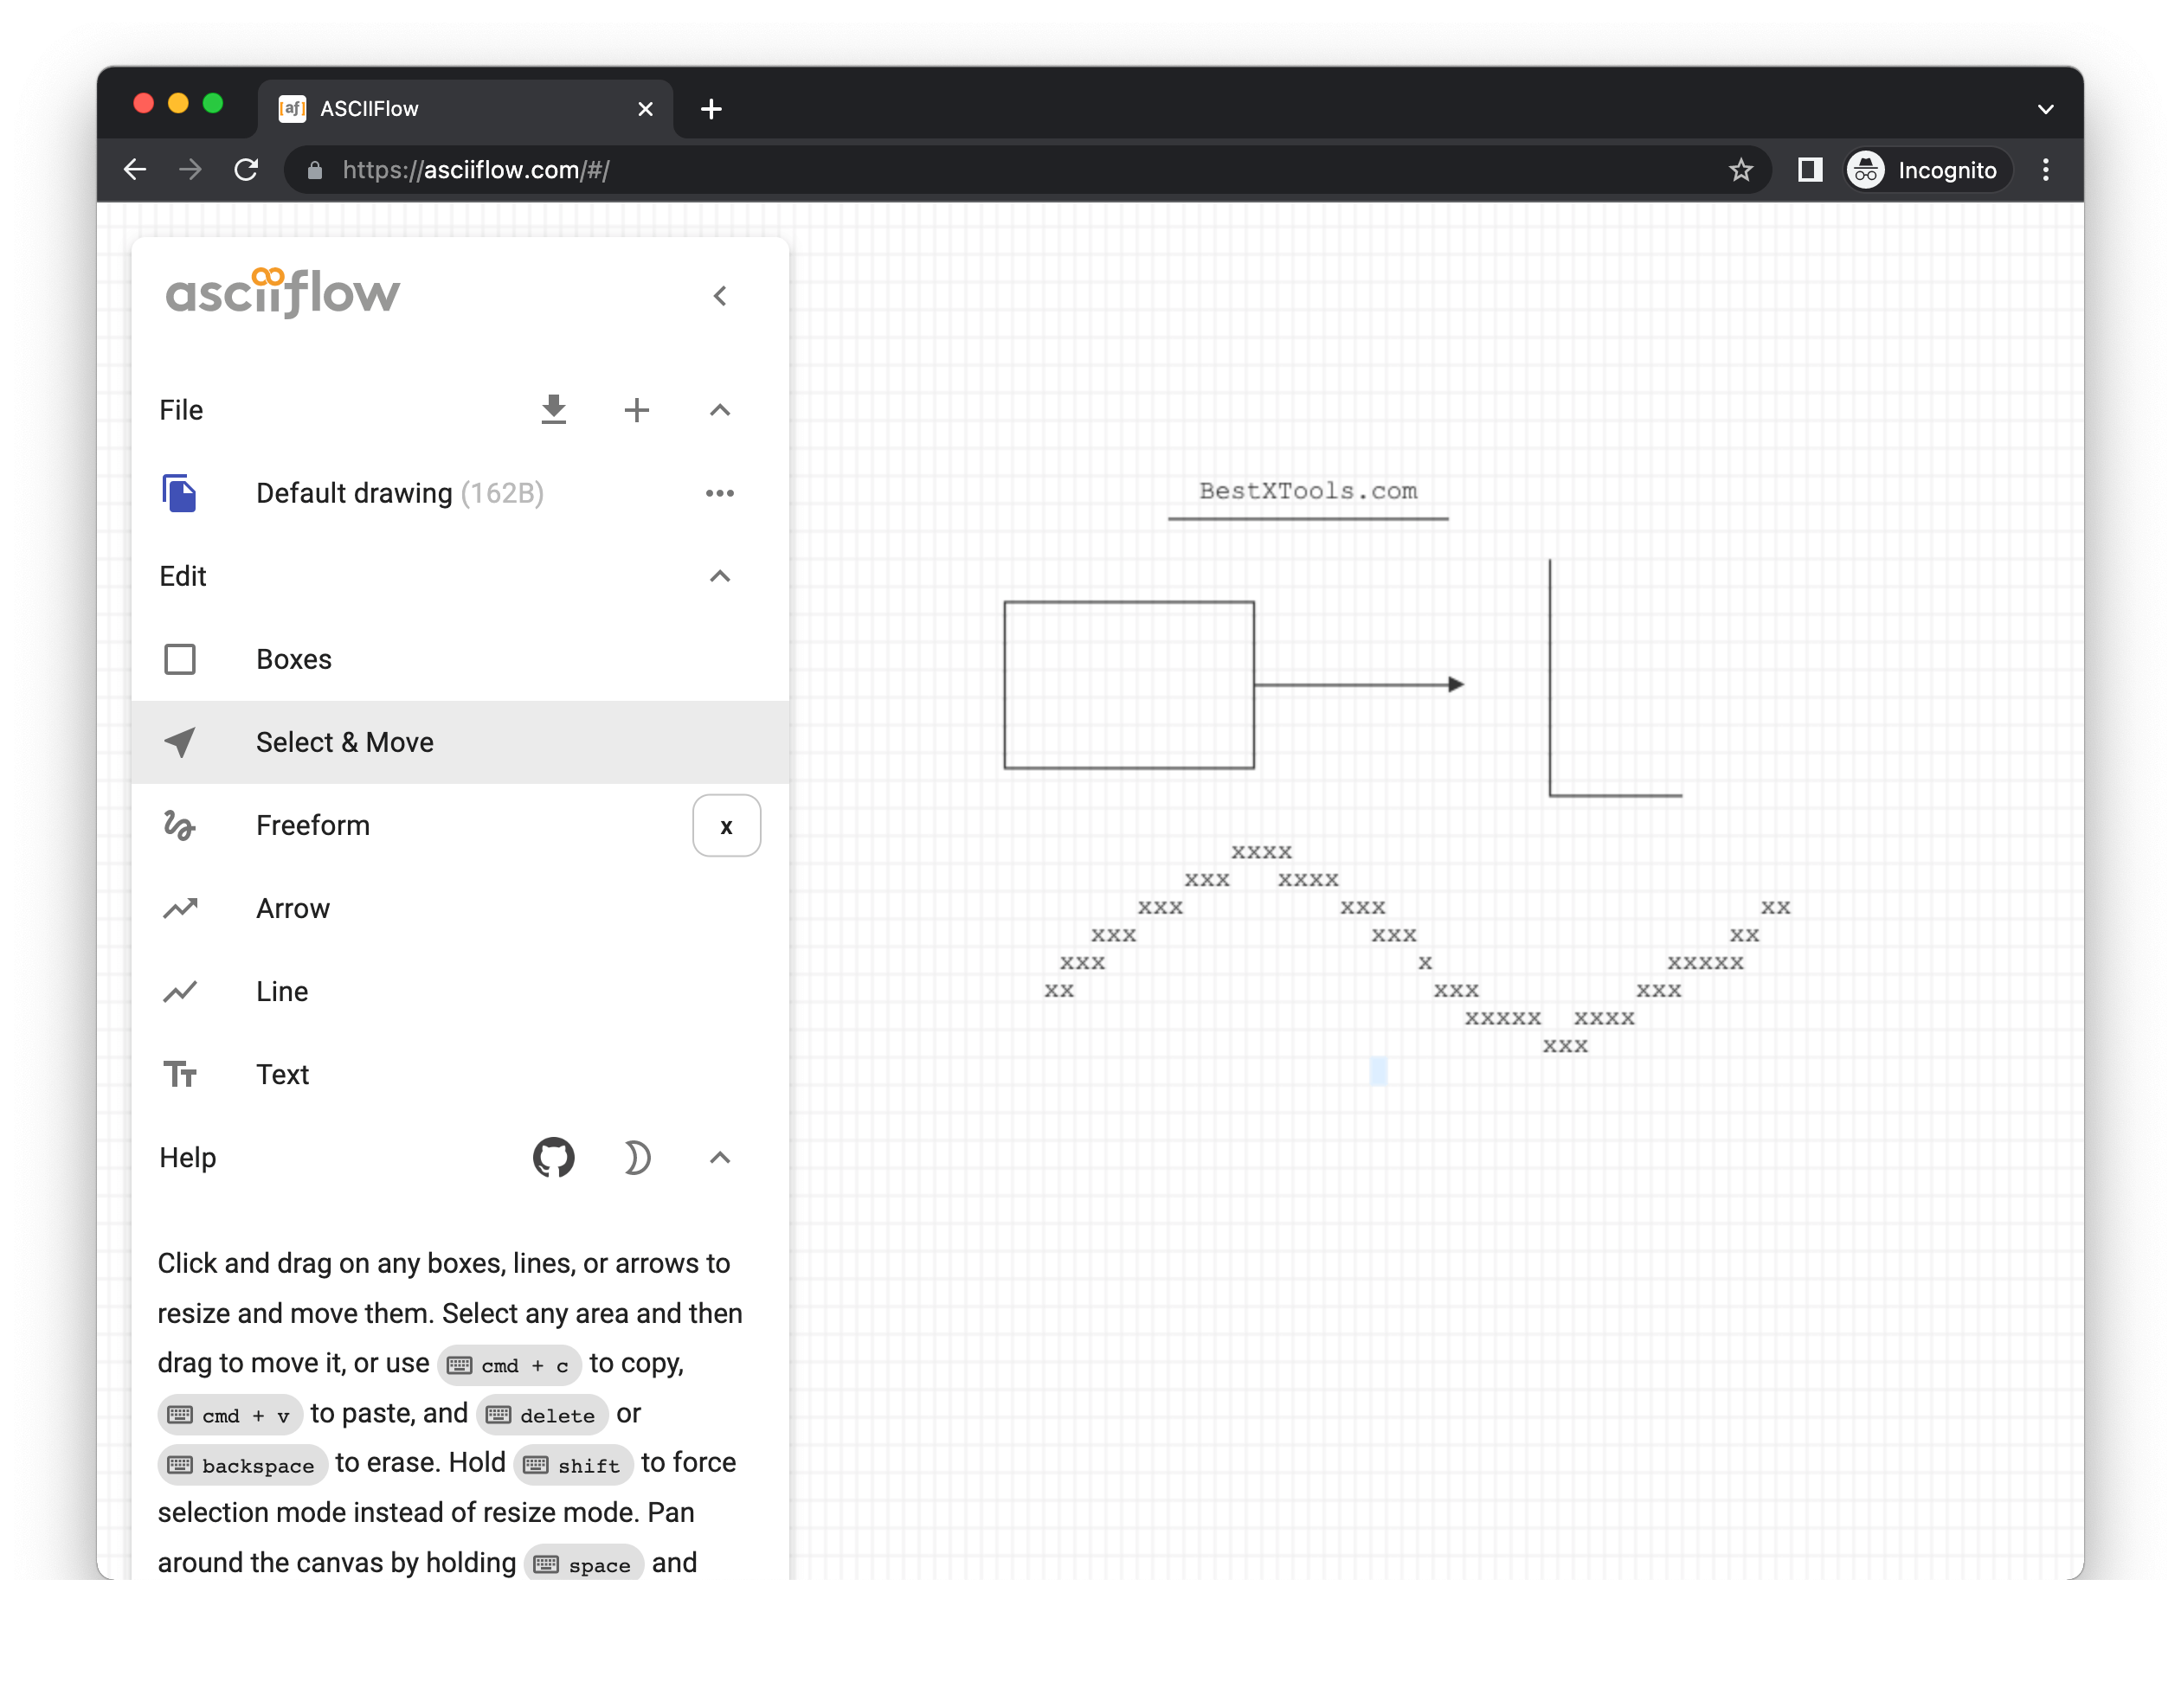 [af] ASCIIFlow
https://asciiflow.com/#/
Incognito
asciiflow
File
Default drawing (162B)
Edit
Boxes
Select & Move
Freeform x
Arrow
Line
Text
Help
Click and drag on any boxes, lines, or arrows to
resize and move them. Select any area and then
drag to move it, or use cmd + c to copy,
cmd + v to paste, and delete or
backspace to erase. Hold shift to force
selection mode instead of resize mode. Pan
around the canvas by holding space and
BestXTools.com
xxxx
xxx xxxx
xxx xxx xx
xxx xxx xx
xxx x xxxxx
xx xxx xxx
xxxxx xxxx
xxx